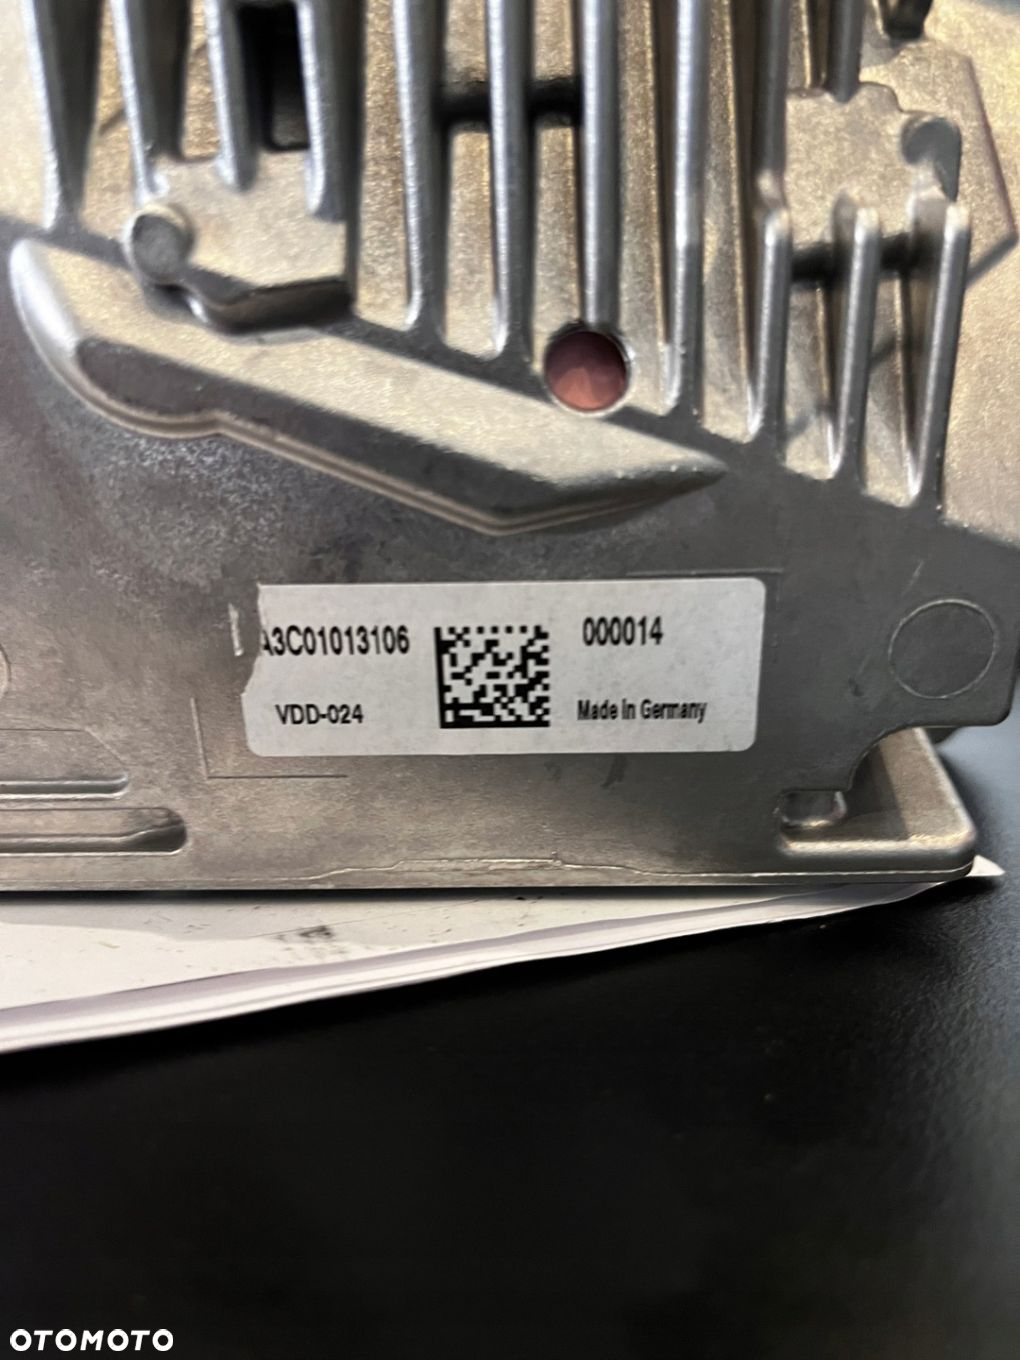 A3C01013106
000014
VDD-024
Made in Germany
OTOMOTO